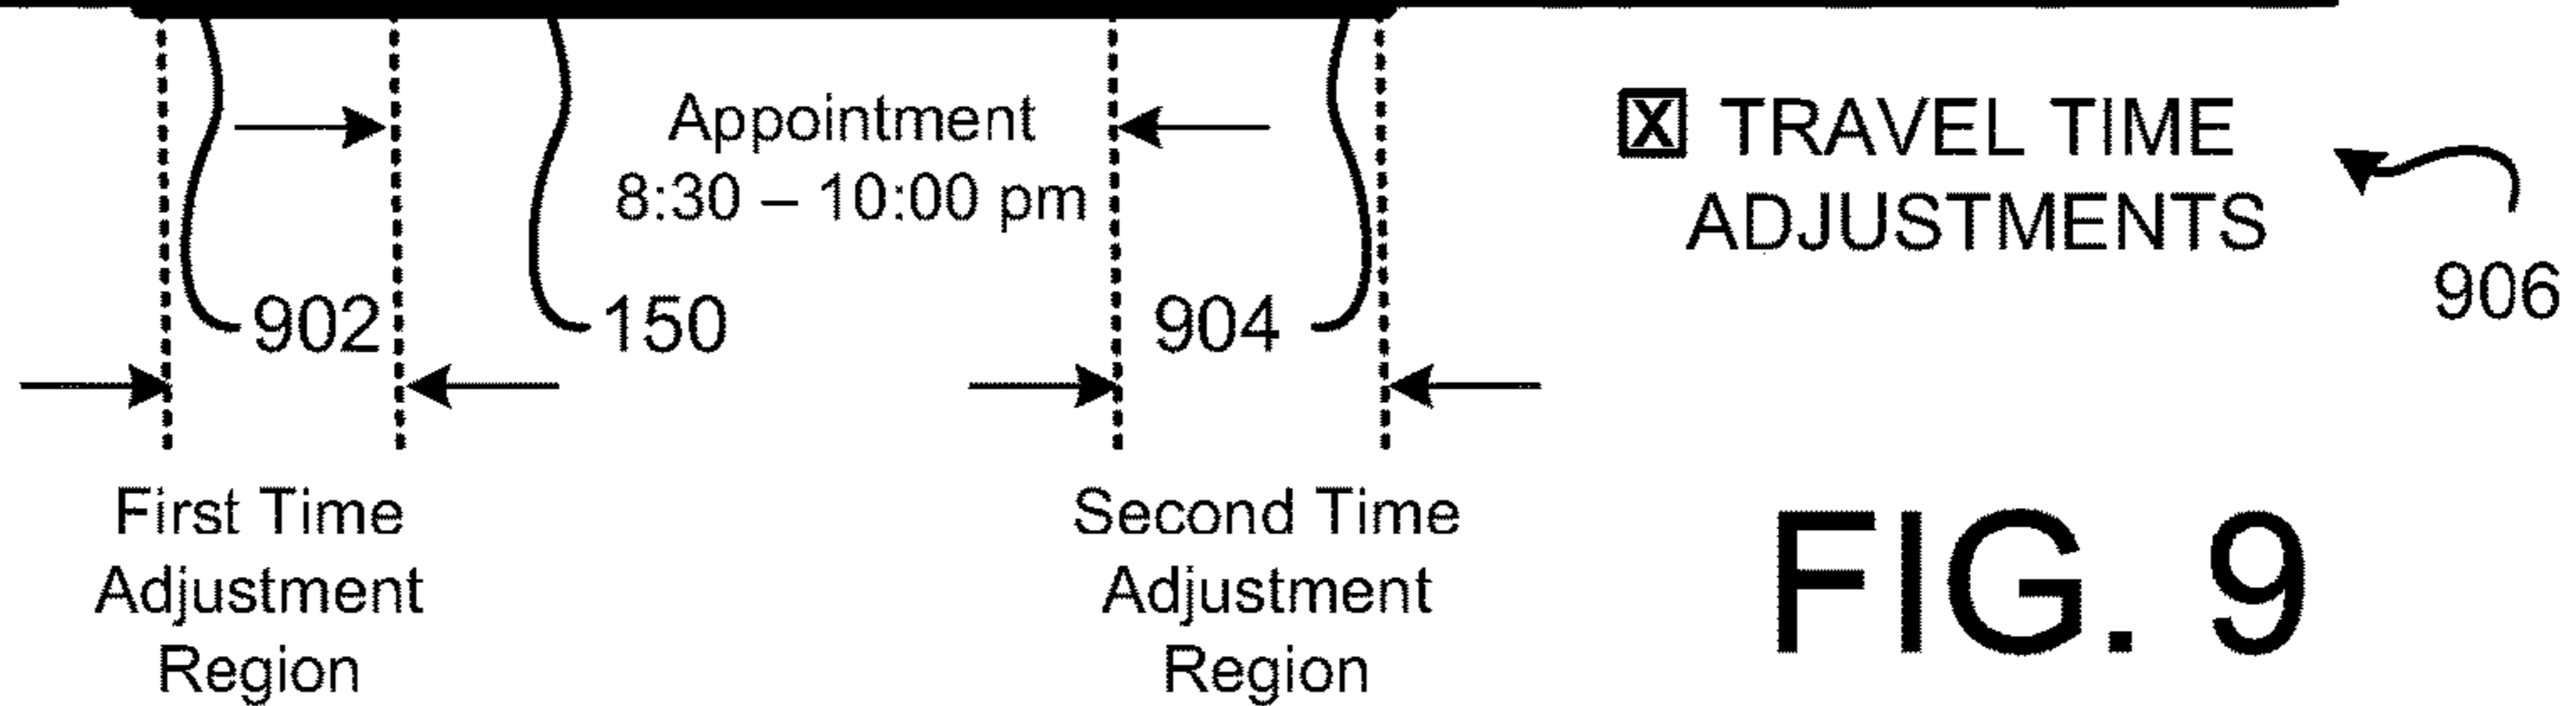 Appointment
8:30 – 10:00 pm
X TRAVEL TIME
ADJUSTMENTS
902
150
904
906
First Time
Adjustment
Region
Second Time
Adjustment
Region
FIG. 9